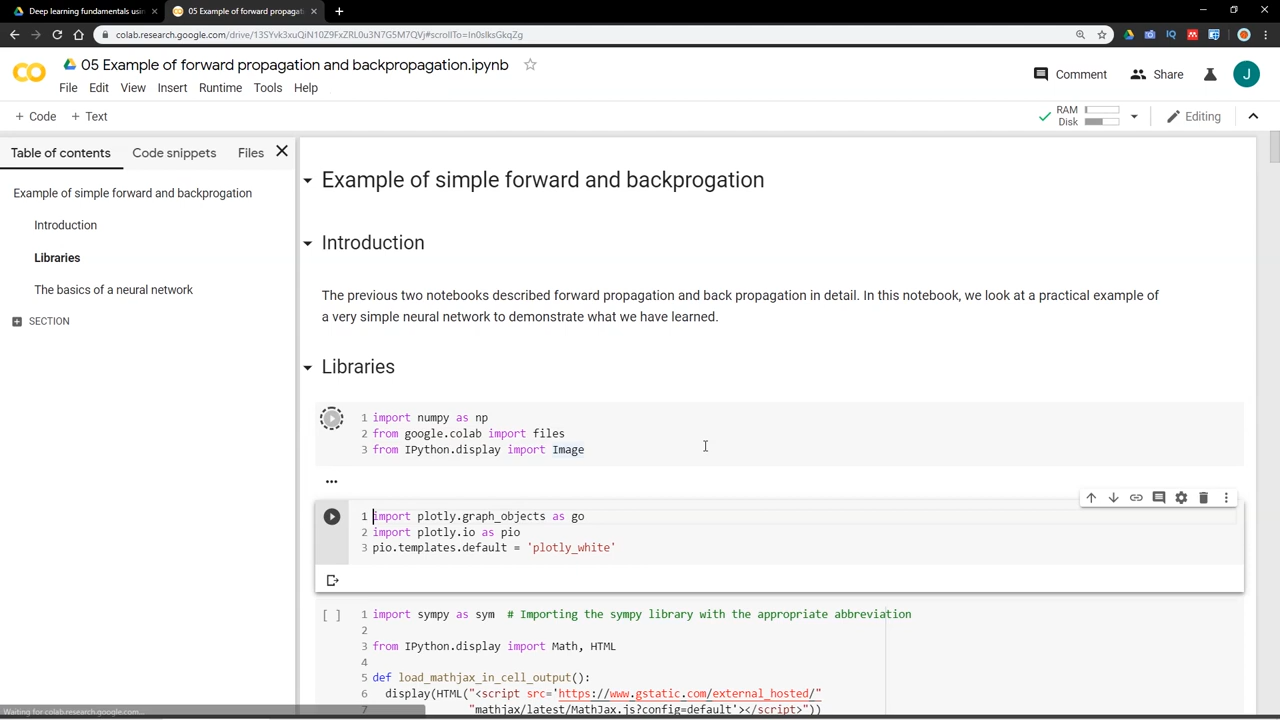 Deep learning fundamentals usin
05 Example of forward propagati
colab.research.google.com/drive/13SYvk3xuQiN10Z9FxZRL0u3N7G5M7QVj#scrollTo=In0slksGkqZg
05 Example of forward propagation and backpropagation.ipynb
Comment
Share
J
File Edit View Insert Runtime Tools Help
+ Code + Text
RAM
Disk
Editing
Table of contents Code snippets Files
Example of simple forward and backprogation
Introduction
Libraries
The basics of a neural network
SECTION
Example of simple forward and backprogation
Introduction
The previous two notebooks described forward propagation and back propagation in detail. In this notebook, we look at a practical example of
a very simple neural network to demonstrate what we have learned.
Libraries
1 import numpy as np
2 from google.colab import files
3 from IPython.display import Image
1 import plotly.graph_objects as go
2 import plotly.io as pio
3 pio.templates.default = 'plotly_white'
[ ] 1 import sympy as sym # Importing the sympy library with the appropriate abbreviation
2
3 from IPython.display import Math, HTML
4
5 def load_mathjax_in_cell_output():
6 display(HTML("<script src='https://www.gstatic.com/external_hosted/"
7 "mathjax/latest/MathJax.js?config=default'></script>"))
Waiting for colab.research.google.com...